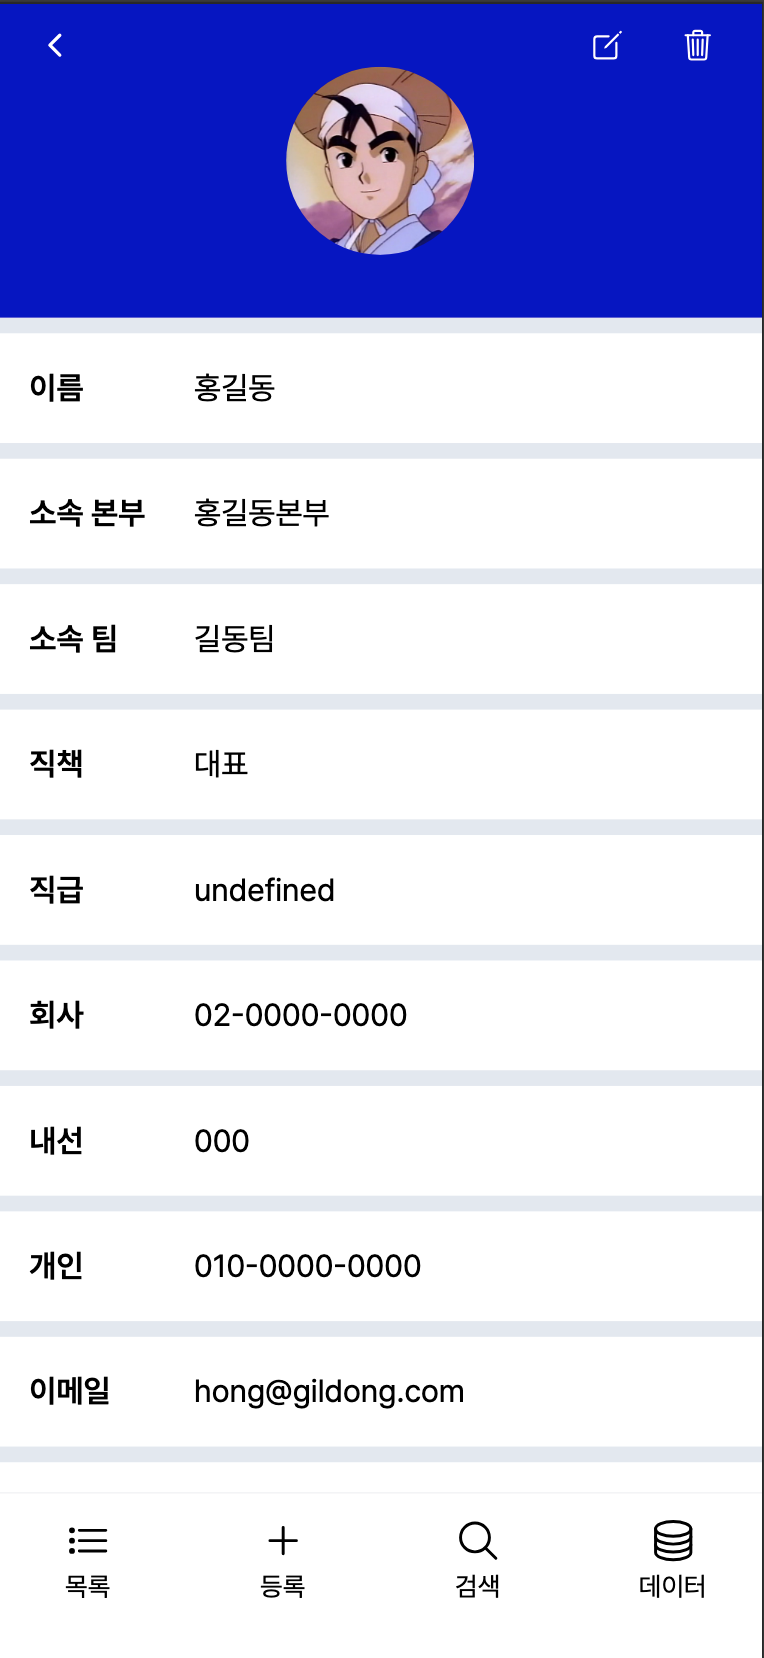 이름 홍길동
소속 본부 홍길동본부
소속 팀 길동팀
직책 대표
직급 undefined
회사 02-0000-0000
내선 000
개인 010-0000-0000
이메일 hong@gildong.com
목록 등록 검색 데이터